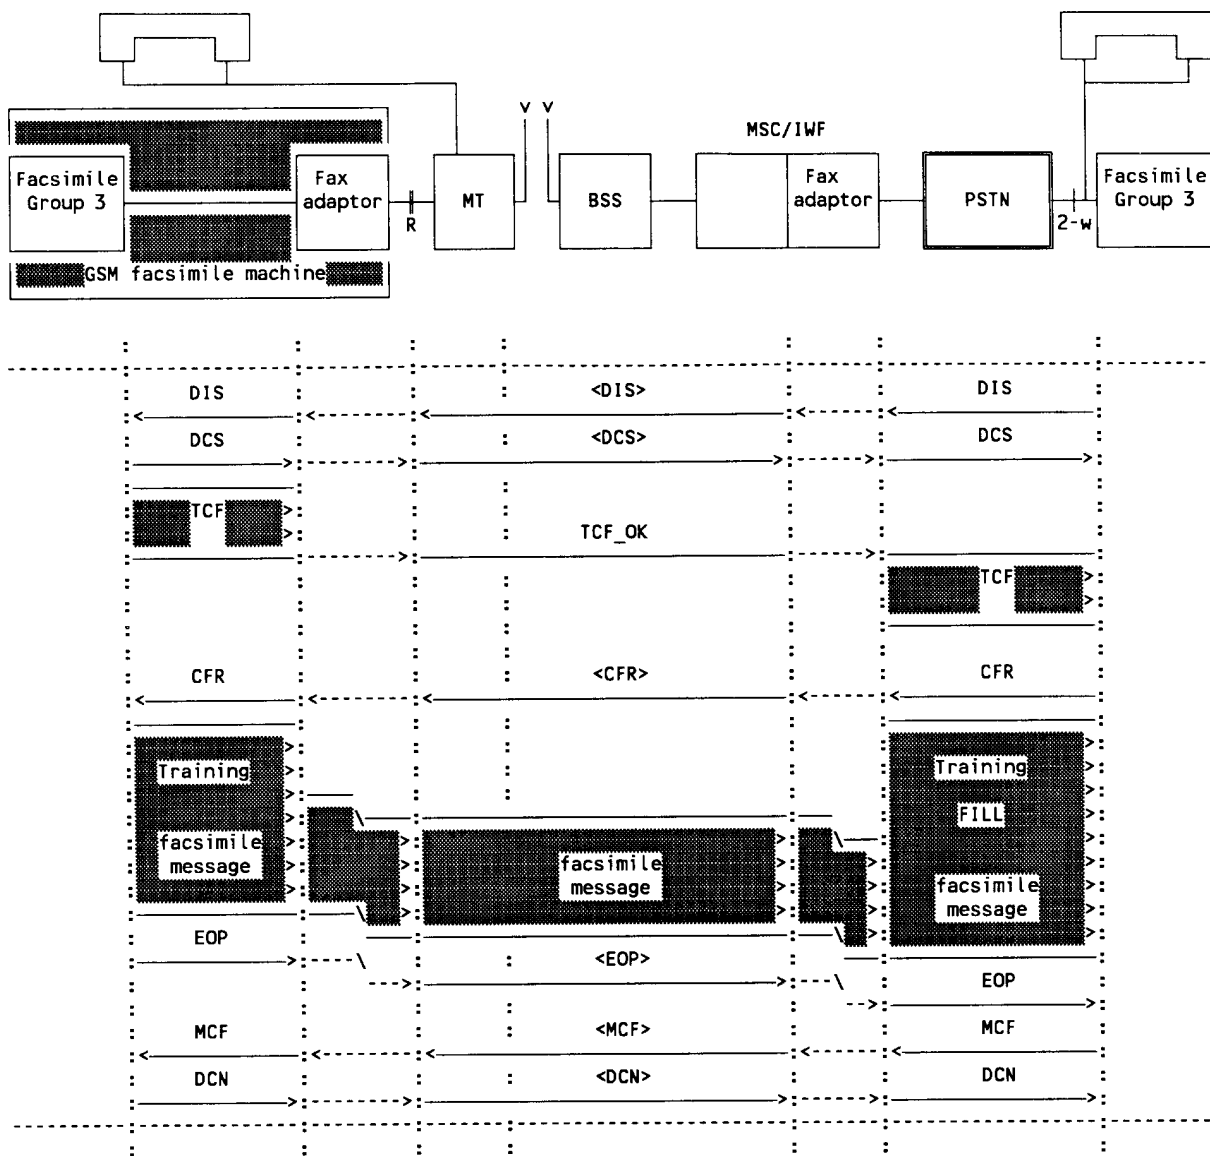 MSC/IWF
Facsimile
Group 3
Fax
adaptor
R
MT
BSS
Fax
adaptor
PSTN
2-w
Facsimile
Group 3
GSM facsimile machine
DIS <DIS> DIS
DCS <DCS> DCS
TCF
TCF_OK
TCF
CFR <CFR> CFR
Training Training
FILL
facsimile
message
facsimile
message
facsimile
message
EOP <EOP>
EOP
MCF <MCF> MCF
DCN <DCN> DCN